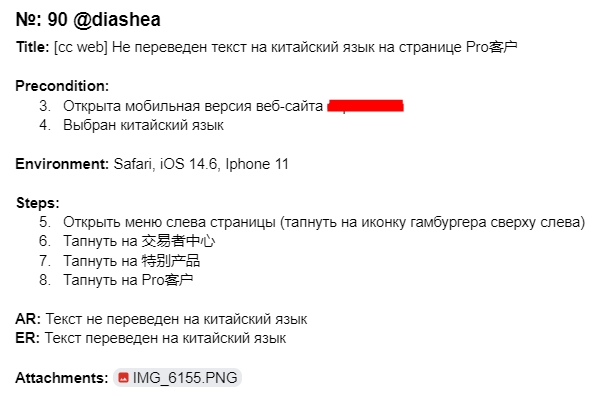 №: 90 @diashea
Title: [cc web] Не переведен текст на китайский язык на странице Pro客户
Precondition:
3. Открыта мобильная версия веб-сайта
4. Выбран китайский язык
Environment: Safari, iOS 14.6, Iphone 11
Steps:
5. Открыть меню слева страницы (тапнуть на иконку гамбургера сверху слева)
6. Тапнуть на 交易者中心
7. Тапнуть на 特别产品
8. Тапнуть на Pro客户
AR: Текст не переведен на китайский язык
ER: Текст переведен на китайский язык
Attachments: IMG_6155.PNG